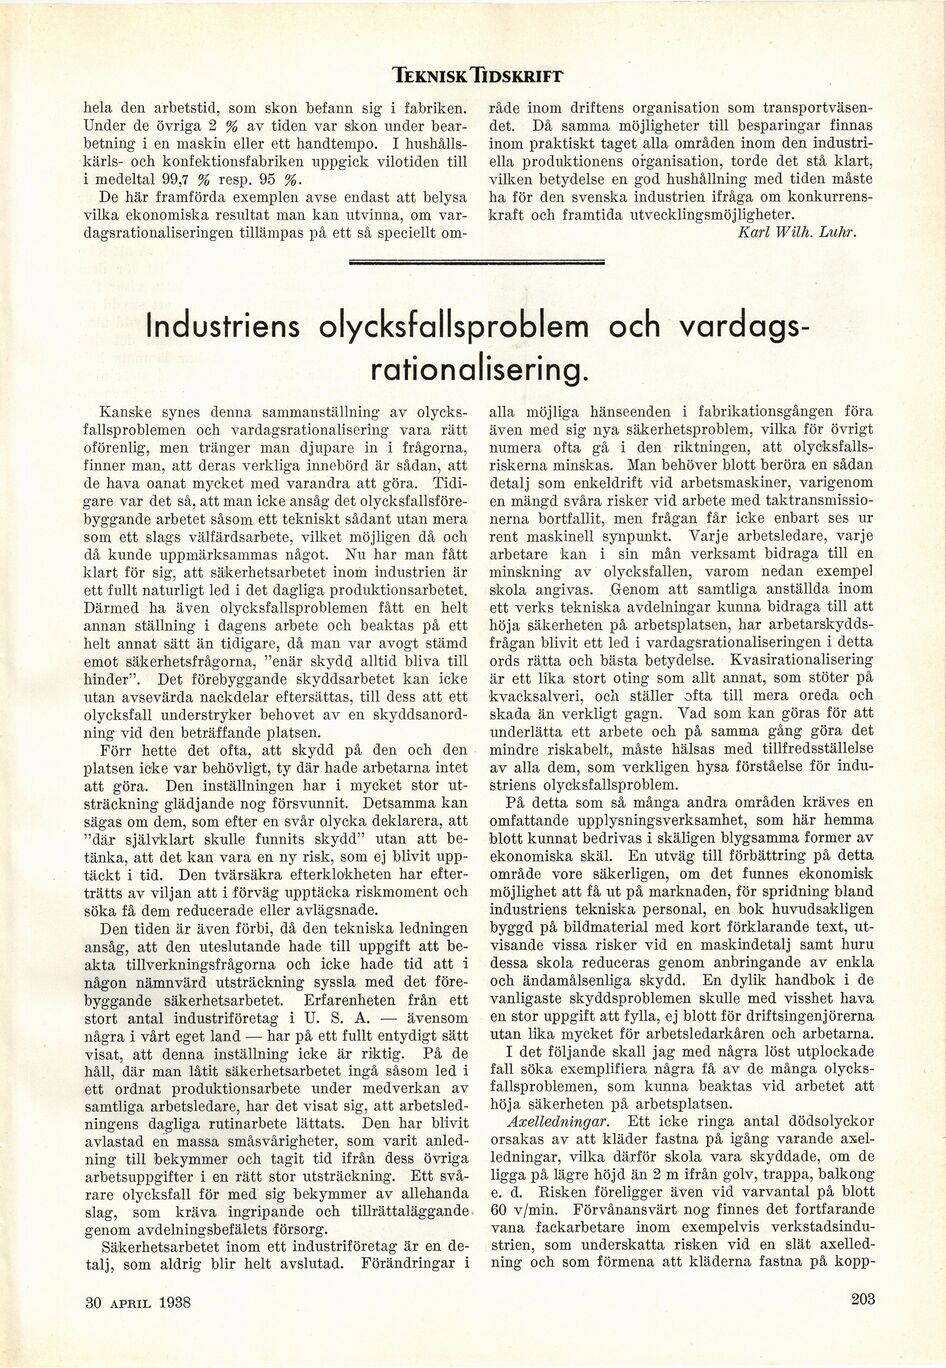 TEKNISK TIDSKRIFT
hela den arbetstid, som skon befann sig i fabriken.
Under de övriga 2 % av tiden var skon under bear-
betning i en maskin eller ett handtempo. I hushålls-
kärls- och konfektionsfabriken uppgick vilotiden till
i medeltal 99,7 % resp. 95 %.
De här framförda exemplen avse endast att belysa
vilka ekonomiska resultat man kan utvinna, om var-
dagsrationaliseringen tillämpas på ett så speciellt om-
råde inom driftens organisation som transportväsen-
det. Då samma möjligheter till besparingar finnas
inom praktiskt taget alla områden inom den industri-
ella produktionens organisation, torde det stå klart,
vilken betydelse en god hushållning med tiden måste
ha för den svenska industrien ifråga om konkurrens-
kraft och framtida utvecklingsmöjligheter.
Karl Wilh. Luhr.
Industriens olycksfallsproblem och vardags-
rationalisering.
Kanske synes denna sammanställning av olycks-
fallsproblemen och vardagsrationalisering vara rätt
oförenlig, men tränger man djupare in i frågorna,
finner man, att deras verkliga innebörd är sådan, att
de hava oanat mycket med varandra att göra. Tidi-
gare var det så, att man icke ansåg det olycksfallsföre-
byggande arbetet såsom ett tekniskt sådant utan mera
som ett slags välfärdsarbete, vilket möjligen då och
då kunde uppmärksammas något. Nu har man fått
klart för sig, att säkerhetsarbetet inom industrien är
ett fullt naturligt led i det dagliga produktionsarbetet.
Därmed ha även olycksfallsproblemen fått en helt
annan ställning i dagens arbete och beaktas på ett
helt annat sätt än tidigare, då man var avogt stämd
emot säkerhetsfrågorna, "enär skydd alltid bliva till
hinder". Det förebyggande skyddsarbetet kan icke
utan avsevärda nackdelar eftersättas, till dess att ett
olycksfall understryker behovet av en skyddsanord-
ning vid den beträffande platsen.
Förr hette det ofta, att skydd på den och den
platsen icke var behövligt, ty där hade arbetarna intet
att göra. Den inställningen har i mycket stor ut-
sträckning glädjande nog försvunnit. Detsamma kan
sägas om dem, som efter en svår olycka deklarera, att
"där självklart skulle funnits skydd" utan att be-
tänka, att det kan vara en ny risk, som ej blivit upp-
täckt i tid. Den tvärsäkra efterklokheten har efter-
trätts av viljan att i förväg upptäcka riskmoment och
söka få dem reducerade eller avlägsnade.
Den tiden är även förbi, då den tekniska ledningen
ansåg, att den uteslutande hade till uppgift att be-
akta tillverkningsfrågorna och icke hade tid att i
någon nämnvärd utsträckning syssla med det före-
byggande säkerhetsarbetet. Erfarenheten från ett
stort antal industriföretag i U. S. A. — ävensom
några i vårt eget land — har på ett fullt entydigt sätt
visat, att denna inställning icke är riktig. På de
håll, där man låtit säkerhetsarbetet ingå såsom led i
ett ordnat produktionsarbete under medverkan av
samtliga arbetsledare, har det visat sig, att arbetsled-
ningens dagliga rutinarbete lättats. Den har blivit
avlastad en massa småsvårigheter, som varit anled-
ning till bekymmer och tagit tid ifrån dess övriga
arbetsuppgifter i en rätt stor utsträckning. Ett svå-
rare olycksfall för med sig bekymmer av allehanda
slag, som kräva ingripande och tillrättaläggande
genom avdelningsbefälets försorg.
Säkerhetsarbetet inom ett industriföretag är en de-
talj, som aldrig blir helt avslutad. Förändringar i
alla möjliga hänseenden i fabrikationsgången föra
även med sig nya säkerhetsproblem, vilka för övrigt
numera ofta gå i den riktningen, att olycksfalls-
riskerna minskas. Man behöver blott beröra en sådan
detalj som enkeldrift vid arbetsmaskiner, varigenom
en mängd svåra risker vid arbete med taktransmissio-
nerna bortfallit, men frågan får icke enbart ses ur
rent maskinell synpunkt. Varje arbetsledare, varje
arbetare kan i sin mån verksamt bidraga till en
minskning av olycksfallen, varom nedan exempel
skola angivas. Genom att samtliga anställda inom
ett verks tekniska avdelningar kunna bidraga till att
höja säkerheten på arbetsplatsen, har arbetarskydds-
frågan blivit ett led i vardagsrationaliseringen i detta
ords rätta och bästa betydelse. Kvasirationalisering
är ett lika stort oting som allt annat, som stöter på
kvacksalveri, och ställer ofta till mera oreda och
skada än verkligt gagn. Vad som kan göras för att
underlätta ett arbete och på samma gång göra det
mindre riskabelt, måste hälsas med tillfredsställelse
av alla dem, som verkligen hysa förståelse för indu-
striens olycksfallsproblem.
På detta som så många andra områden kräves en
omfattande upplysningsverksamhet, som här hemma
blott kunnat bedrivas i skäligen blygsamma former av
ekonomiska skäl. En utväg till förbättring på detta
område vore säkerligen, om det funnes ekonomisk
möjlighet att få ut på marknaden, för spridning bland
industriens tekniska personal, en bok huvudsakligen
byggd på bildmaterial med kort förklarande text, ut-
visande vissa risker vid en maskindetalj samt huru
dessa skola reduceras genom anbringande av enkla
och ändamålsenliga skydd. En dylik handbok i de
vanligaste skyddsproblemen skulle med visshet hava
en stor uppgift att fylla, ej blott för driftsingenjörerna
utan lika mycket för arbetsledarkåren och arbetarna.
I det följande skall jag med några löst utplockade
fall söka exemplifiera några få av de många olycks-
fallsproblemen, som kunna beaktas vid arbetet att
höja säkerheten på arbetsplatsen.
Axelledningar. Ett icke ringa antal dödsolyckor
orsakas av att kläder fastna på igång varande axel-
ledningar, vilka därför skola vara skyddade, om de
ligga på lägre höjd än 2 m ifrån golv, trappa, balkong
e. d. Risken föreligger även vid varvantal på blott
60 v/min. Förvånansvärt nog finnes det fortfarande
vana fackarbetare inom exempelvis verkstadsindu-
strien, som underskatta risken vid en slät axelled-
ning och som förmena att kläderna fastna på kopp-
30 APRIL 1938
203